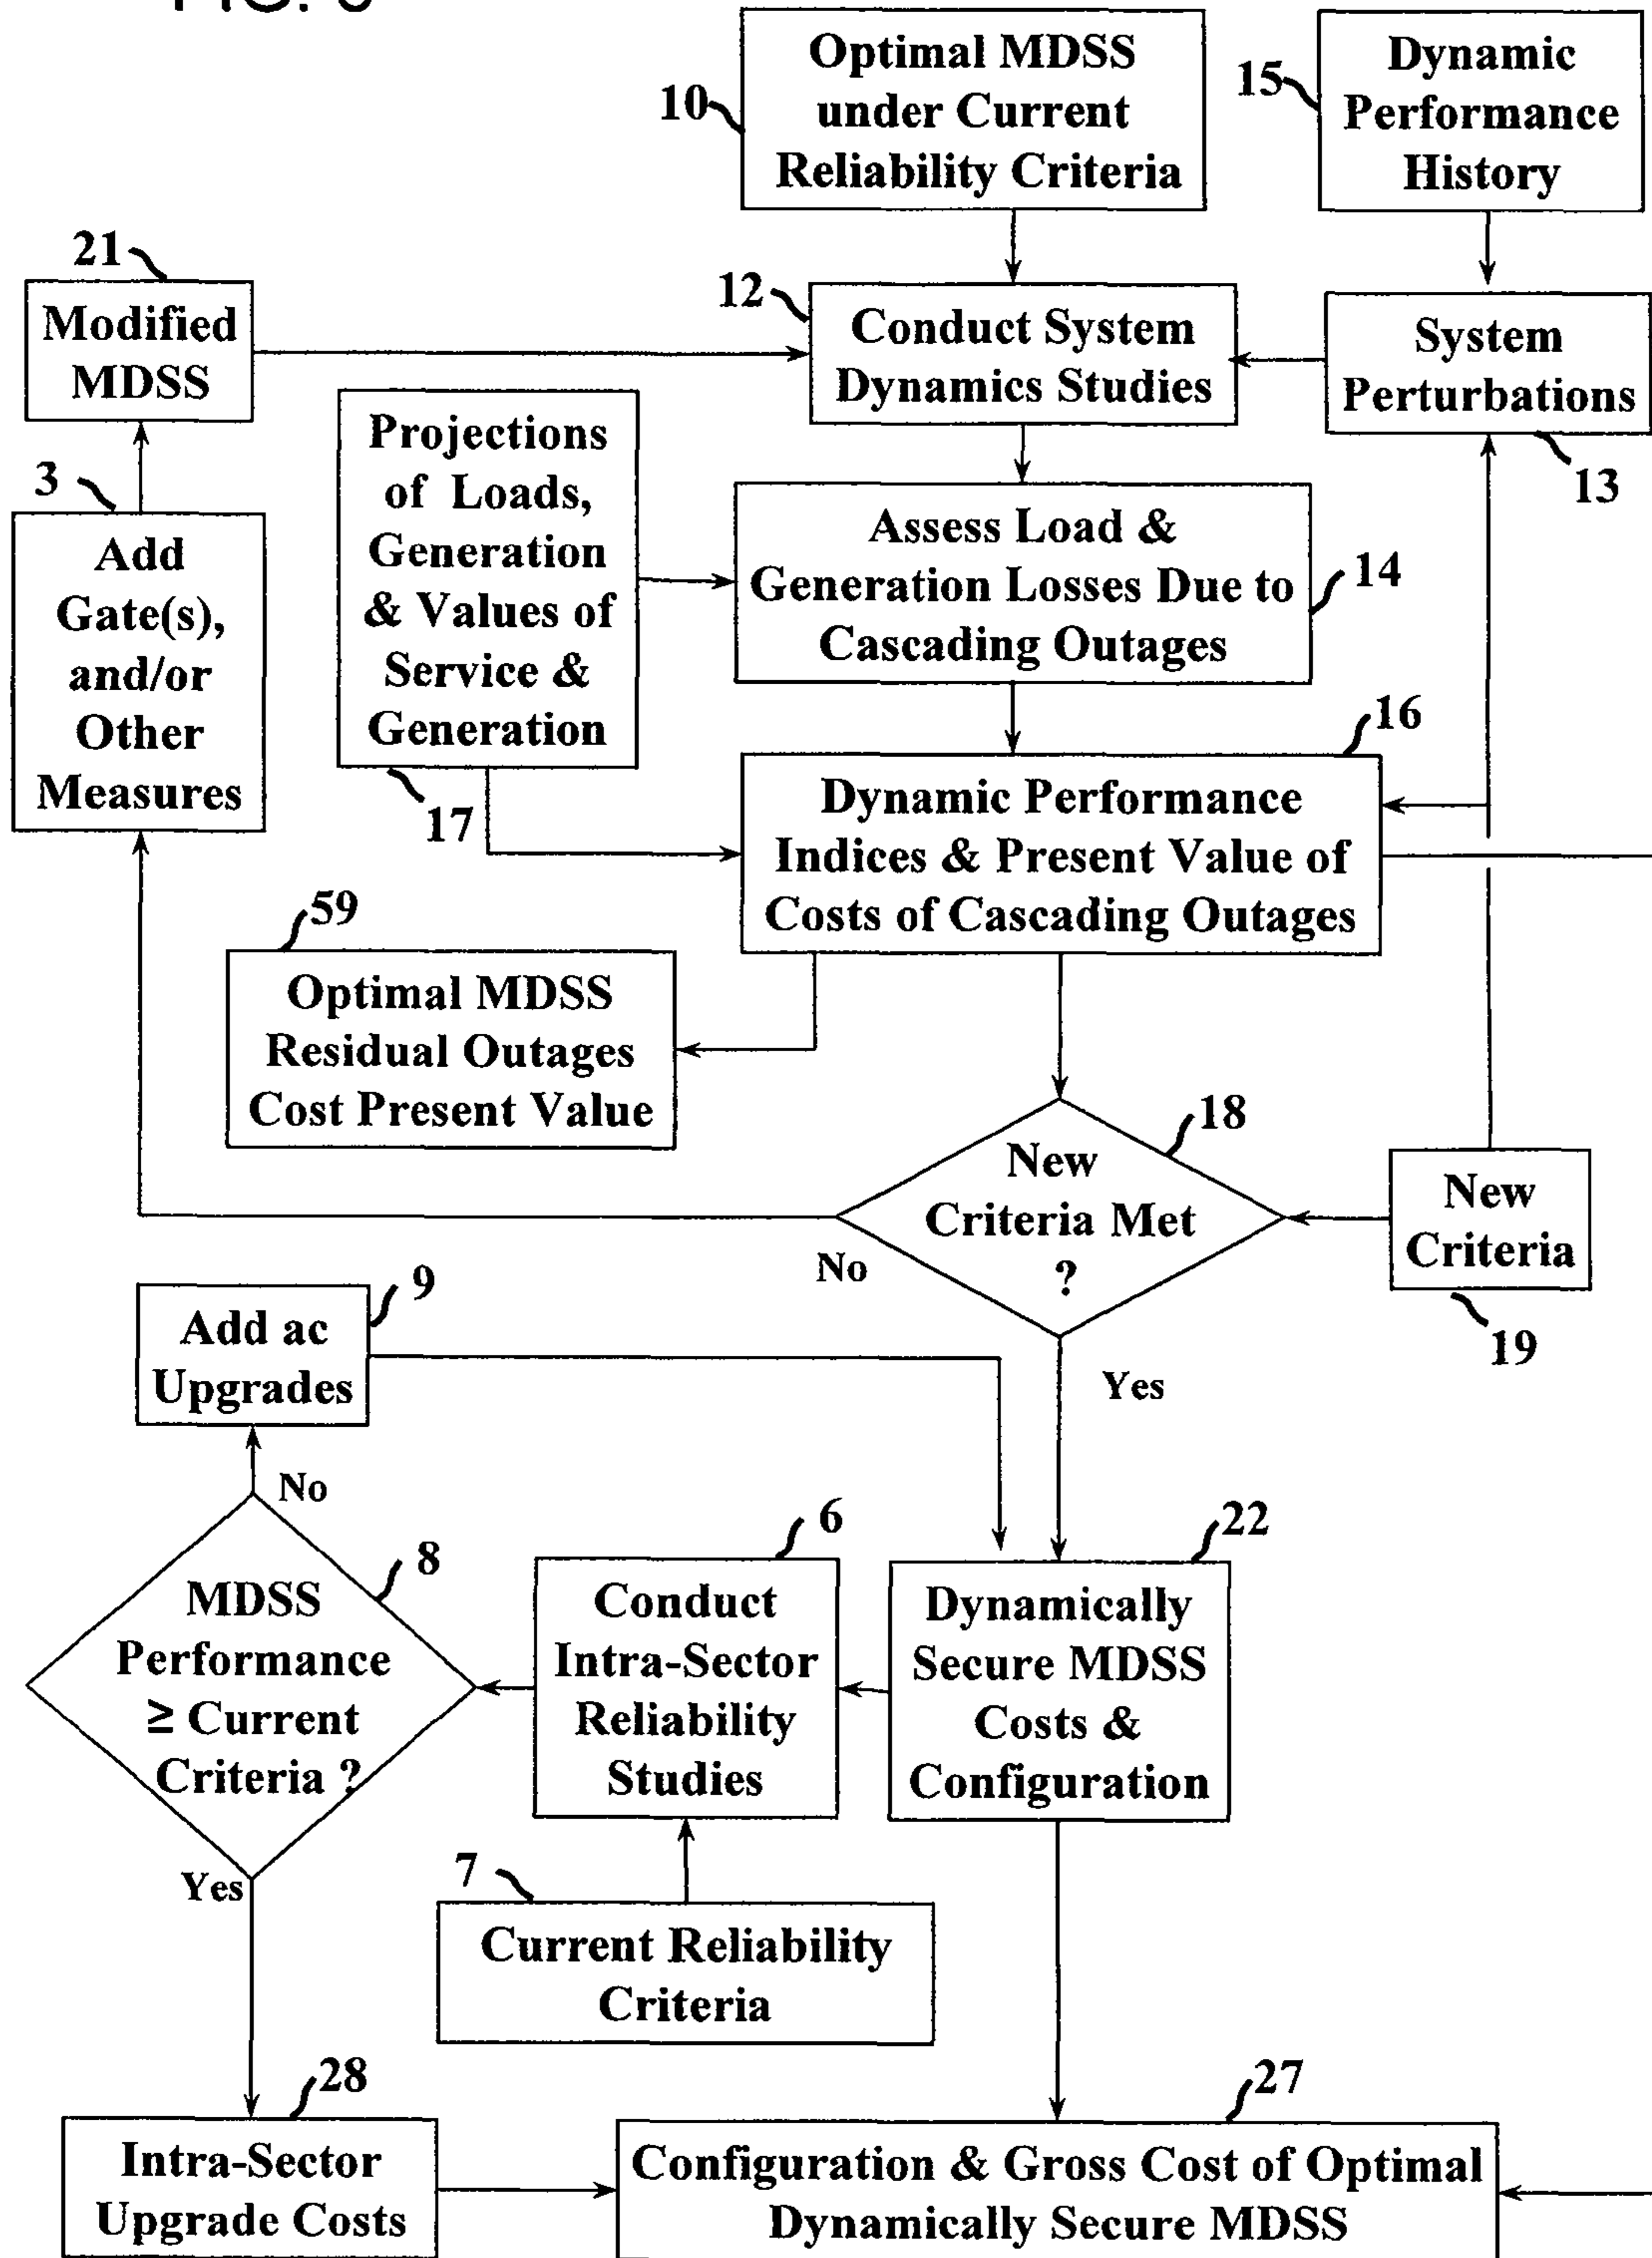 Optimal MDSS
under Current
Reliability Criteria
10
Dynamic
Performance
History
15
21
Modified
MDSS
12
Conduct System
Dynamics Studies
System
Perturbations
13
3
Add
Gate(s),
and/or
Other
Measures
Projections
of Loads,
Generation
& Values of
Service &
Generation
17
Assess Load &
Generation Losses Due to
Cascading Outages
14
16
Dynamic Performance
Indices & Present Value of
Costs of Cascading Outages
59
Optimal MDSS
Residual Outages
Cost Present Value
18
New
Criteria Met
?
No
Yes
New
Criteria
19
9
Add ac
Upgrades
No
8
MDSS
Performance
≥ Current
Criteria ?
Yes
6
Conduct
Intra-Sector
Reliability
Studies
22
Dynamically
Secure MDSS
Costs &
Configuration
7
Current Reliability
Criteria
28
Intra-Sector
Upgrade Costs
27
Configuration & Gross Cost of Optimal
Dynamically Secure MDSS